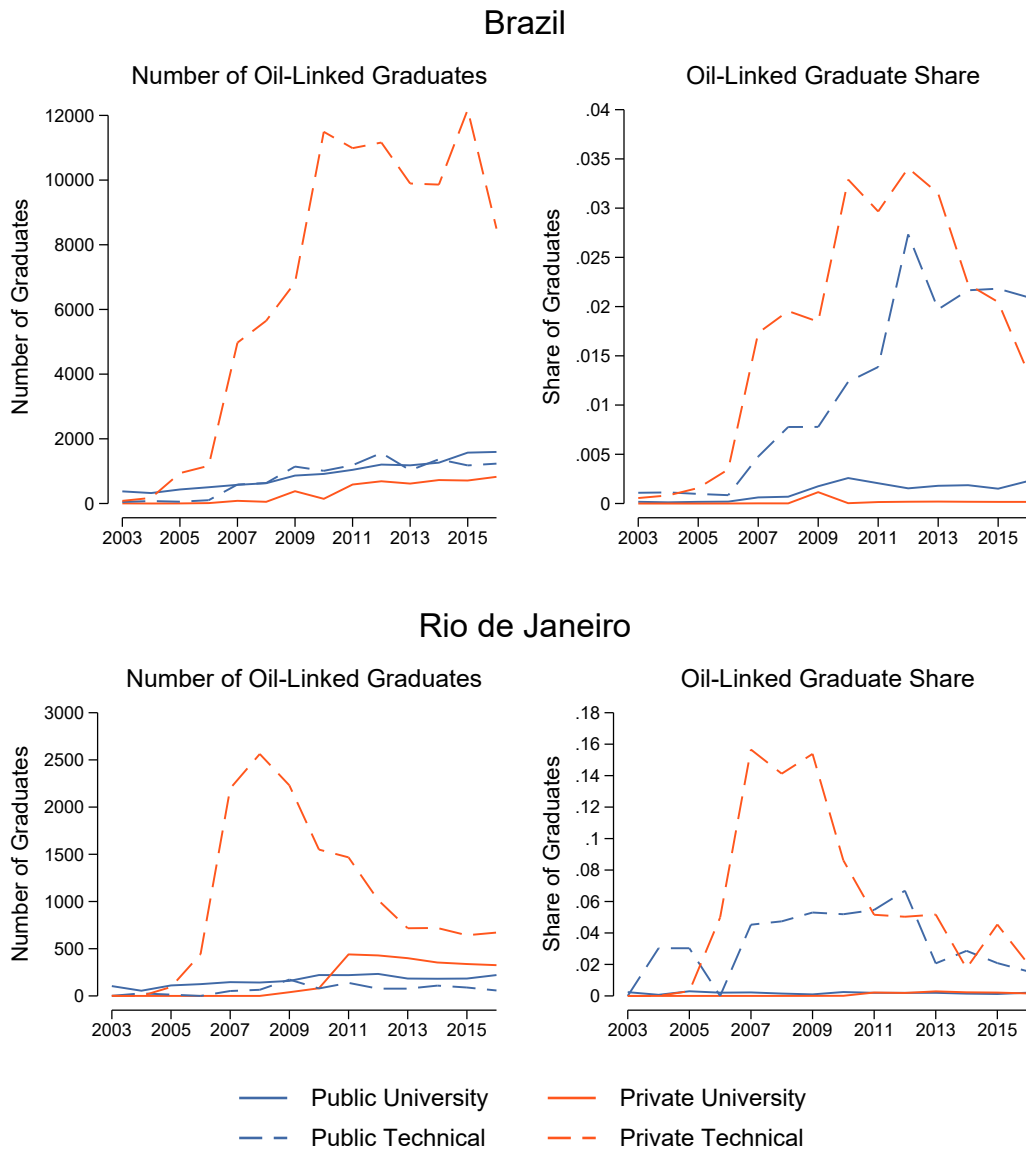 Brazil
Number of Oil-Linked Graduates
Number of Graduates
12000
10000
8000
6000
4000
2000
0
2003 2005 2007 2009 2011 2013 2015
Oil-Linked Graduate Share
Share of Graduates
.04
.035
.03
.025
.02
.015
.01
.005
0
2003 2005 2007 2009 2011 2013 2015
Rio de Janeiro
Number of Oil-Linked Graduates
Number of Graduates
3000
2500
2000
1500
1000
500
0
2003 2005 2007 2009 2011 2013 2015
Oil-Linked Graduate Share
Share of Graduates
.18
.16
.14
.12
.1
.08
.06
.04
.02
0
2003 2005 2007 2009 2011 2013 2015
Public University Private University
Public Technical Private Technical